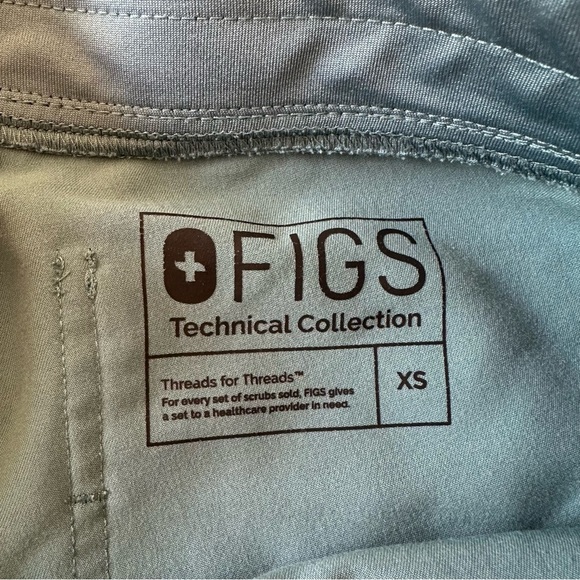 FIGS
Technical Collection
Threads for Threads™
For every set of scrubs sold, FIGS gives
a set to a healthcare provider in need.
XS